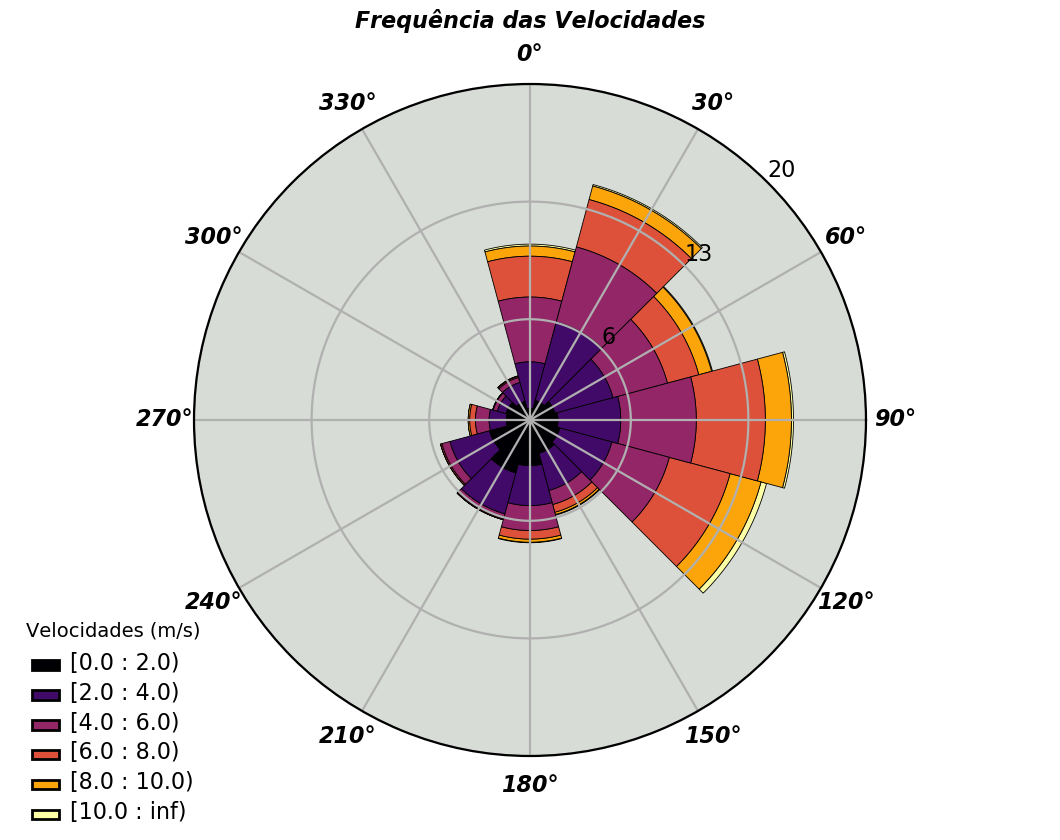 Frequência das Velocidades
0°
330°
30°
20
300°
60°
13
6
270°
90°
240°
120°
210°
150°
180°
Velocidades (m/s)
[0.0 : 2.0)
[2.0 : 4.0)
[4.0 : 6.0)
[6.0 : 8.0)
[8.0 : 10.0)
[10.0 : inf)